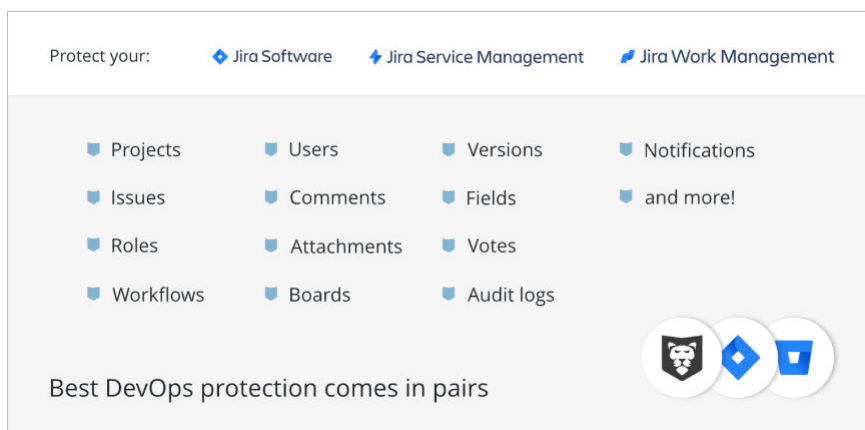 Protect your: Jira Software Jira Service Management Jira Work Management
Projects Users Versions Notifications
Issues Comments Fields and more!
Roles Attachments Votes
Workflows Boards Audit logs
Best DevOps protection comes in pairs